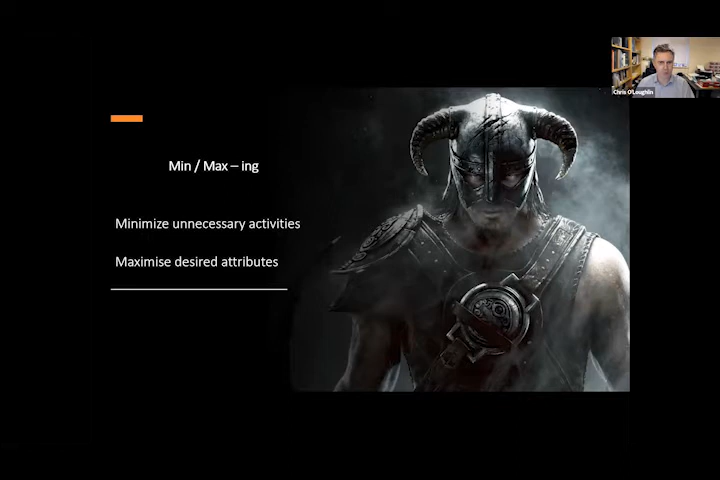 Chris O'Loughlin
Min / Max – ing
Minimize unnecessary activities
Maximise desired attributes